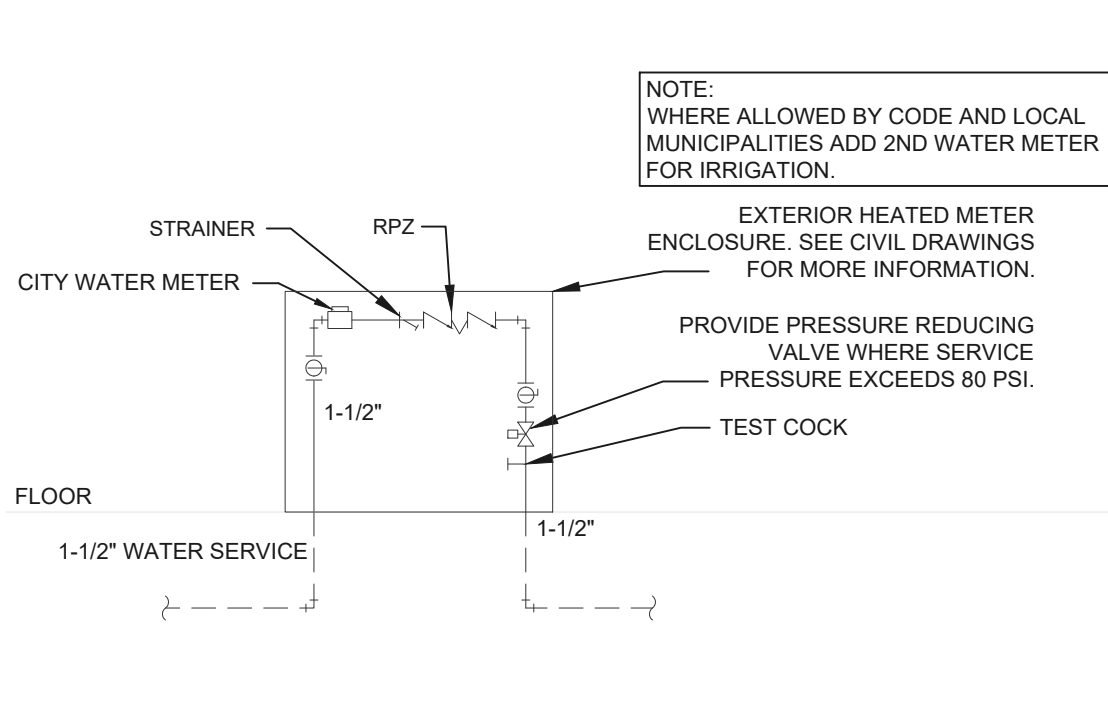 NOTE:
WHERE ALLOWED BY CODE AND LOCAL
MUNICIPALITIES ADD 2ND WATER METER
FOR IRRIGATION.
STRAINER
RPZ
EXTERIOR HEATED METER
ENCLOSURE. SEE CIVIL DRAWINGS
FOR MORE INFORMATION.
CITY WATER METER
PROVIDE PRESSURE REDUCING
VALVE WHERE SERVICE
PRESSURE EXCEEDS 80 PSI.
1-1/2"
TEST COCK
FLOOR
1-1/2"
1-1/2" WATER SERVICE